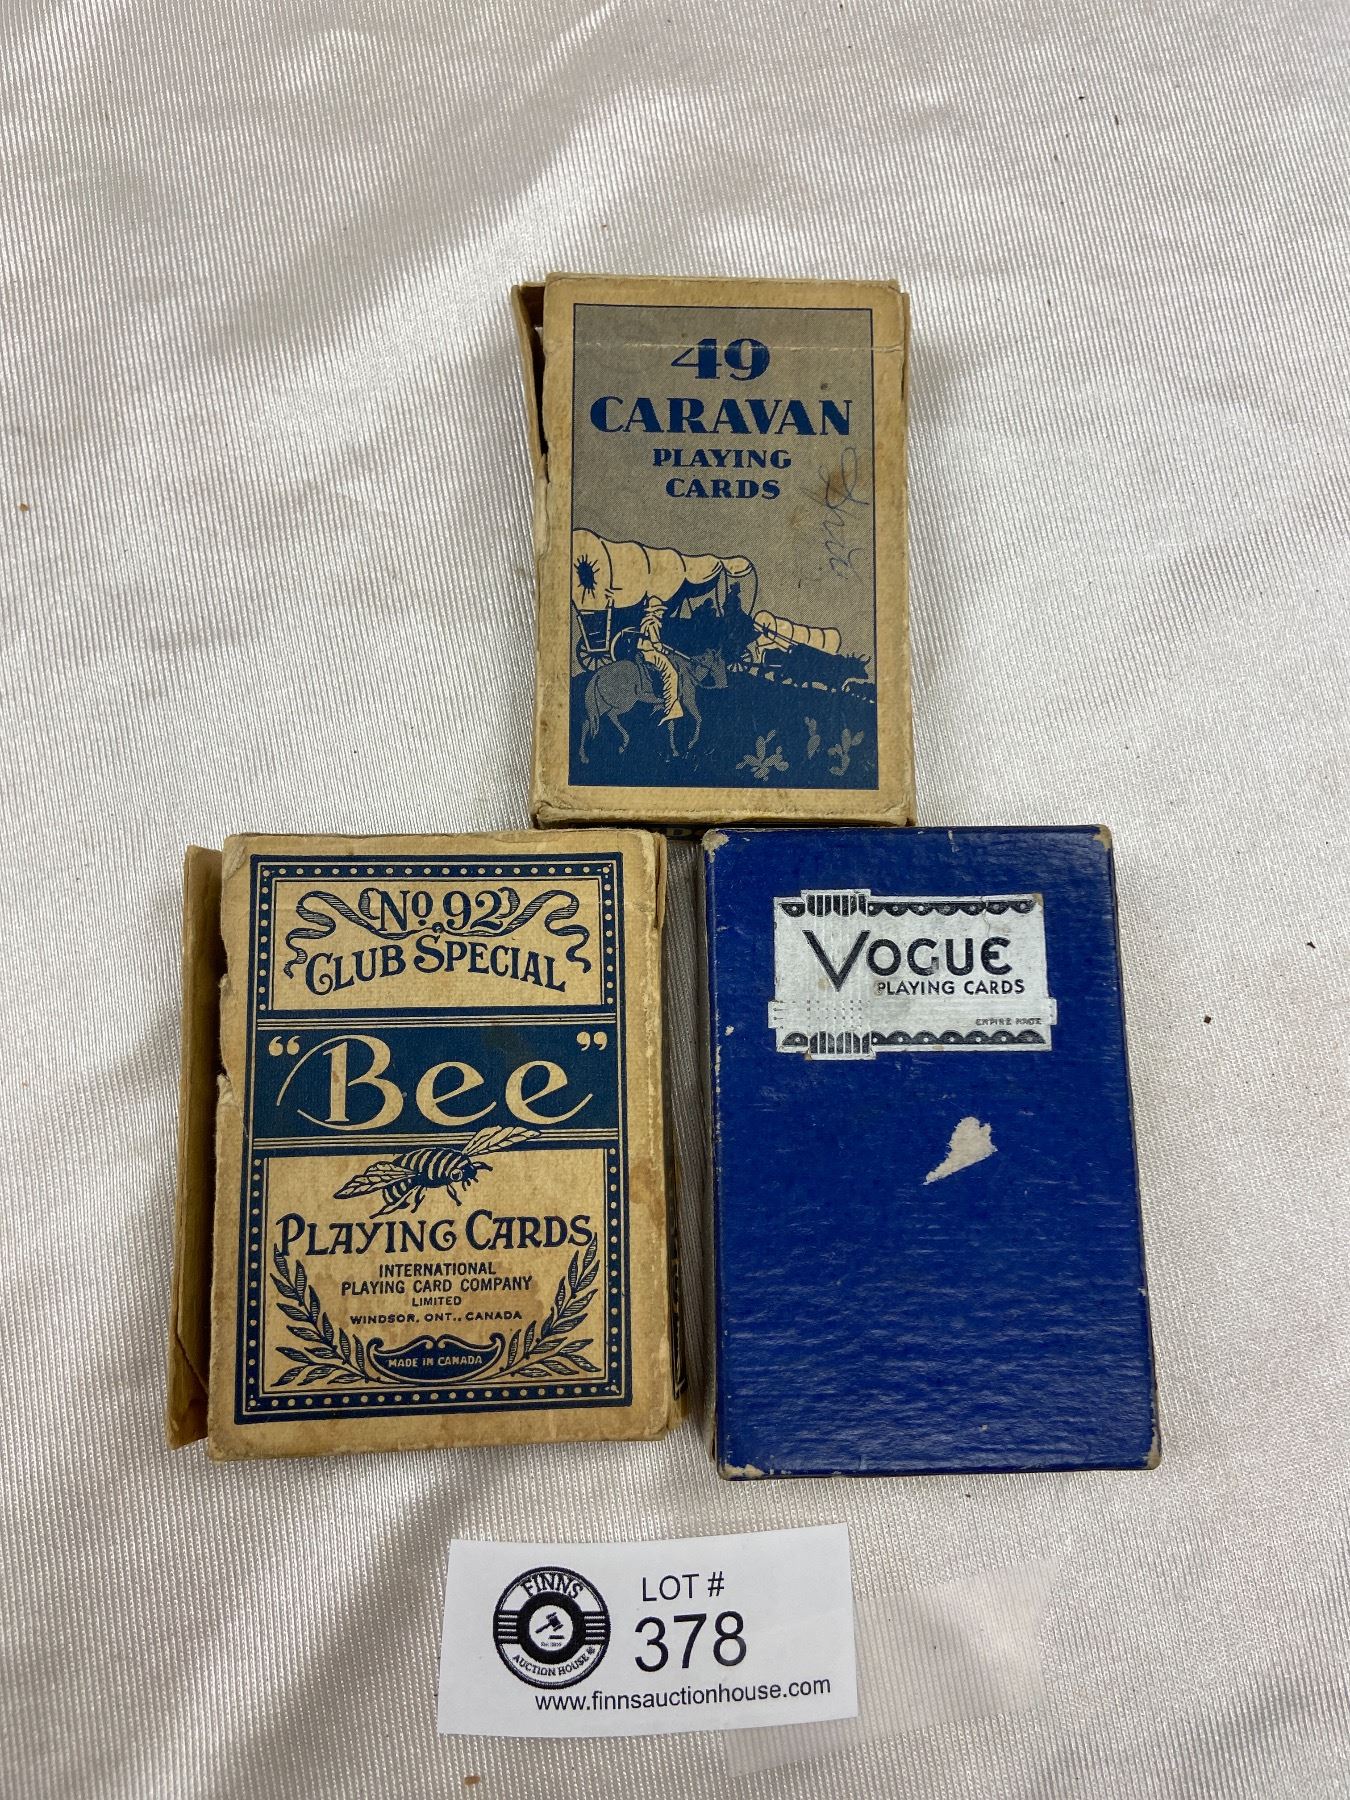 49
CARAVAN
PLAYING
CARDS
No 92
CLUB SPECIAL
"Bee"
PLAYING CARDS
INTERNATIONAL
PLAYING CARD COMPANY
LIMITED
WINDSOR, ONT., CANADA
MADE IN CANADA
VOGUE
PLAYING CARDS
EMPIRE MADE
FINNS
AUCTION HOUSE
LOT #
378
www.finnsauctionhouse.com